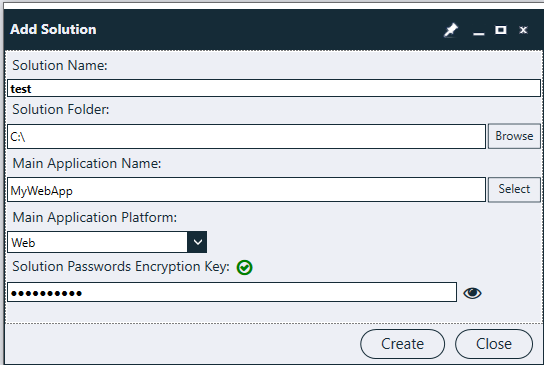 Add Solution
Solution Name:
test
Solution Folder:
C:\
Browse
Main Application Name:
MyWebApp
Select
Main Application Platform:
Web
Solution Passwords Encryption Key:
●●●●●●●●●●
Create
Close